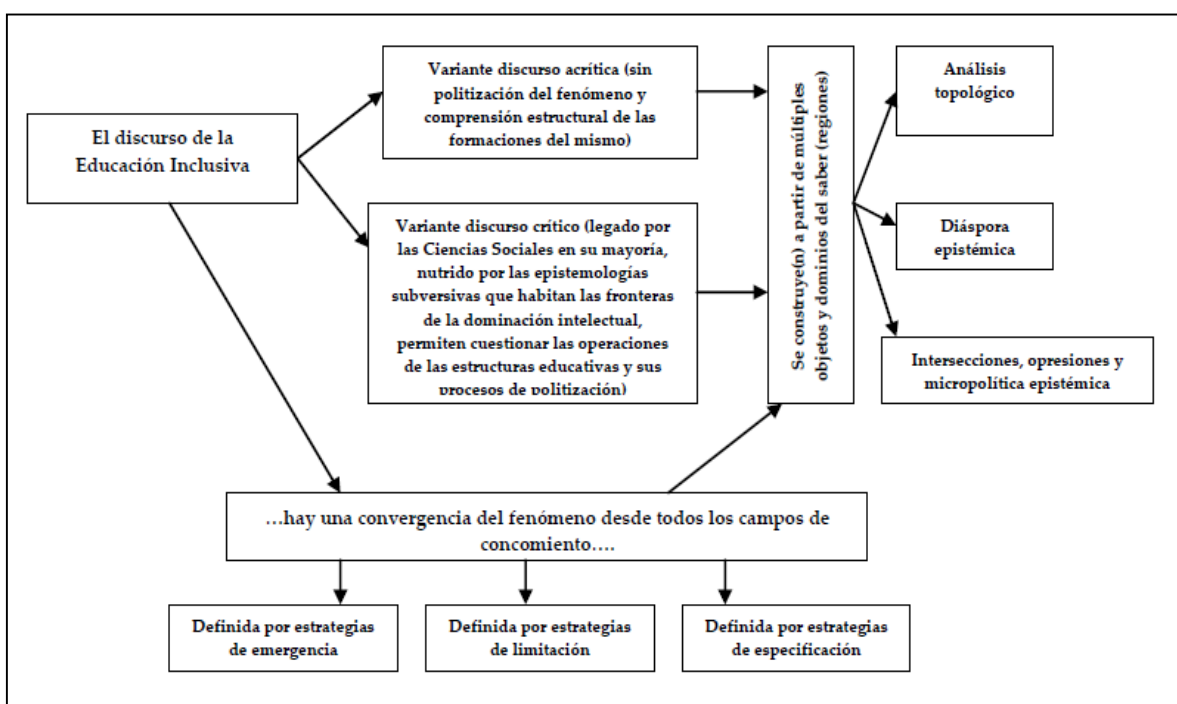 El discurso de la
Educación Inclusiva
Variante discurso acrítica (sin
politización del fenómeno y
comprensión estructural de las
formaciones del mismo)
Variante discurso crítico (legado por
las Ciencias Sociales en su mayoría,
nutrido por las epistemologías
subversivas que habitan las fronteras
de la dominación intelectual,
permiten cuestionar las operaciones
de las estructuras educativas y sus
procesos de politización)
Se construye(n) a partir de múltiples
objetos y dominios del saber (regiones)
Análisis
topológico
Diáspora
epistémica
Intersecciones, opresiones y
micropolítica epistémica
…hay una convergencia del fenómeno desde todos los campos de
concomiento….
Definida por estrategias
de emergencia
Definida por estrategias
de limitación
Definida por estrategias
de especificación